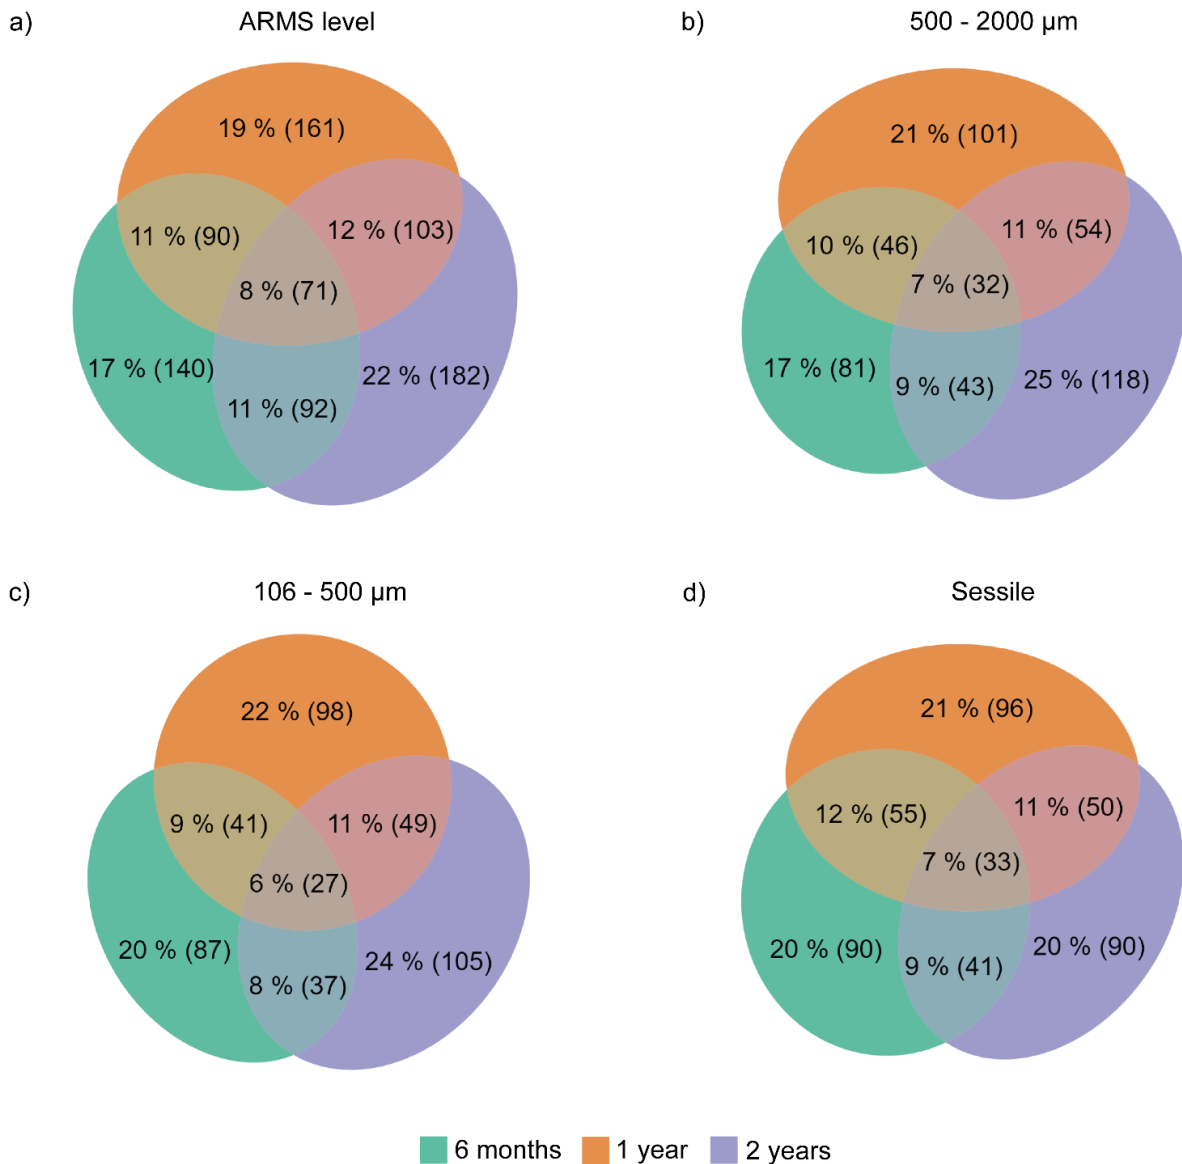 a) ARMS level
19 % (161)
11 % (90)
12 % (103)
8 % (71)
17 % (140)
22 % (182)
11 % (92)
b) 500 - 2000 µm
21 % (101)
10 % (46)
11 % (54)
7 % (32)
17 % (81)
9 % (43)
25 % (118)
c) 106 - 500 µm
22 % (98)
9 % (41)
11 % (49)
6 % (27)
20 % (87)
24 % (105)
8 % (37)
d) Sessile
21 % (96)
12 % (55)
11 % (50)
7 % (33)
20 % (90)
20 % (90)
9 % (41)
6 months 1 year 2 years